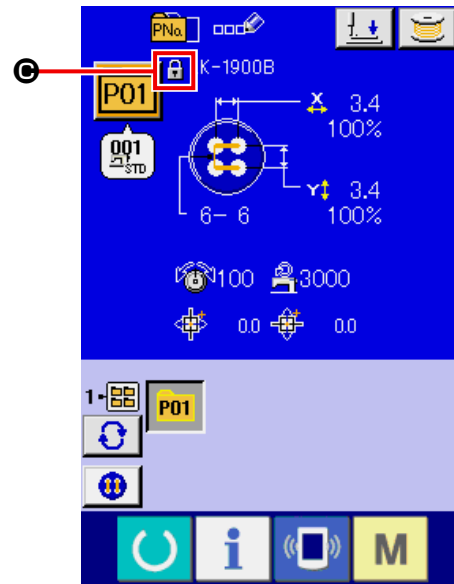 PNo.
C K-1900B
P01
X 3.4
100%
001
STD
Y 3.4
6- 6 100%
100 3000
0.0 0.0
1-
P01
i M